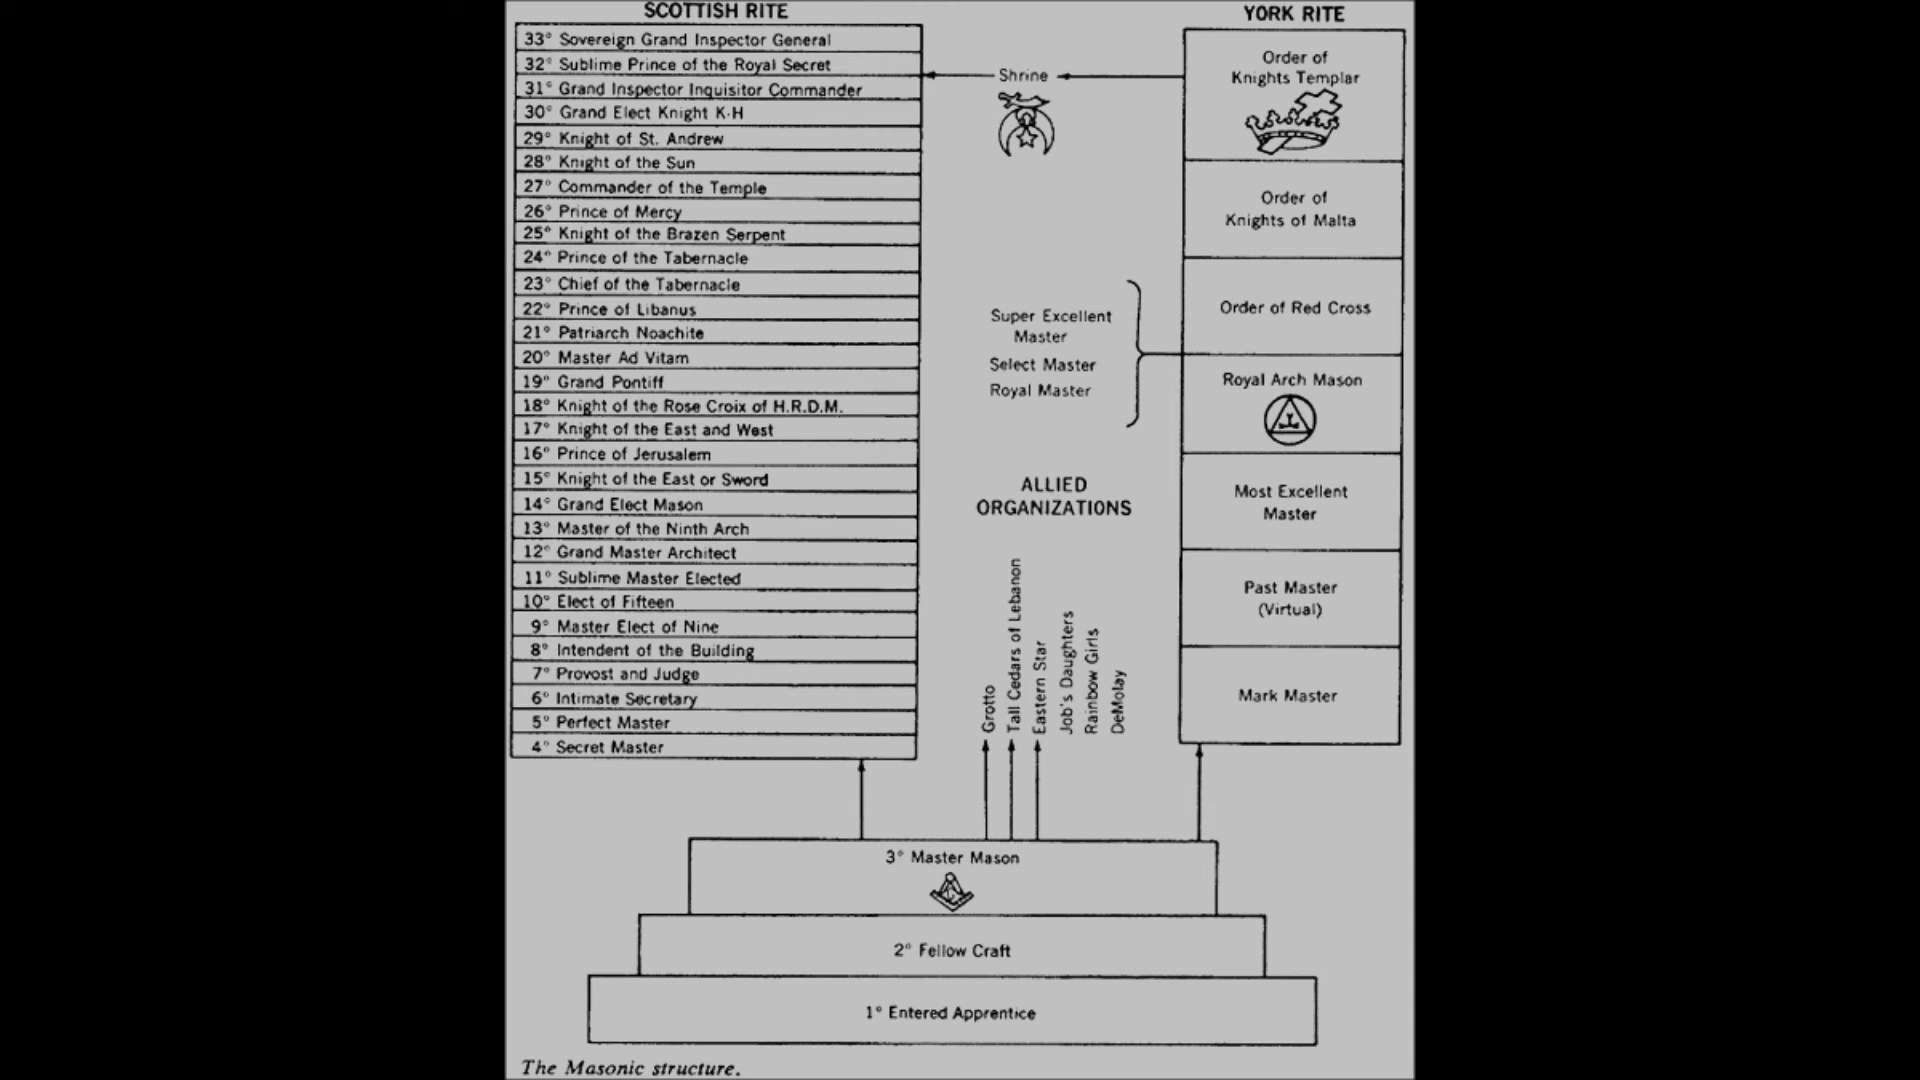 SCOTTISH RITE
33° Sovereign Grand Inspector General
32° Sublime Prince of the Royal Secret
31° Grand Inspector Inquisitor Commander
30° Grand Elect Knight K-H
29° Knight of St. Andrew
28° Knight of the Sun
27° Commander of the Temple
26° Prince of Mercy
25° Knight of the Brazen Serpent
24° Prince of the Tabernacle
23° Chief of the Tabernacle
22° Prince of Libanus
21° Patriarch Noachite
20° Master Ad Vitam
19° Grand Pontiff
18° Knight of the Rose Croix of H.R.D.M.
17° Knight of the East and West
16° Prince of Jerusalem
15° Knight of the East or Sword
14° Grand Elect Mason
13° Master of the Ninth Arch
12° Grand Master Architect
11° Sublime Master Elected
10° Elect of Fifteen
9° Master Elect of Nine
8° Intendent of the Building
7° Provost and Judge
6° Intimate Secretary
5° Perfect Master
4° Secret Master
Shrine
Super Excellent
Master
Select Master
Royal Master
ALLIED
ORGANIZATIONS
Grotto
Tall Cedars of Lebanon
Eastern Star
Job's Daughters
Rainbow Girls
DeMolay
YORK RITE
Order of
Knights Templar
Order of
Knights of Malta
Order of Red Cross
Royal Arch Mason
Most Excellent
Master
Past Master
(Virtual)
Mark Master
3° Master Mason
2° Fellow Craft
1° Entered Apprentice
The Masonic structure.